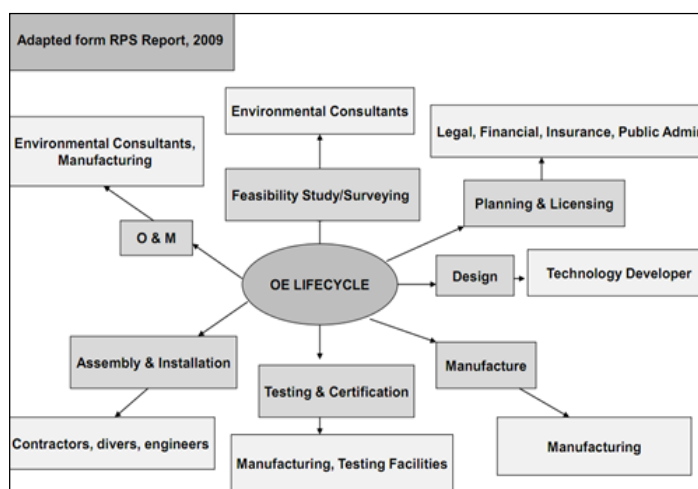 Adapted form RPS Report, 2009
Environmental Consultants
Legal, Financial, Insurance, Public Admin
Environmental Consultants,
Manufacturing
Feasibility Study/Surveying
Planning & Licensing
O & M
OE LIFECYCLE
Design
Technology Developer
Assembly & Installation
Manufacture
Testing & Certification
Contractors, divers, engineers
Manufacturing
Manufacturing, Testing Facilities